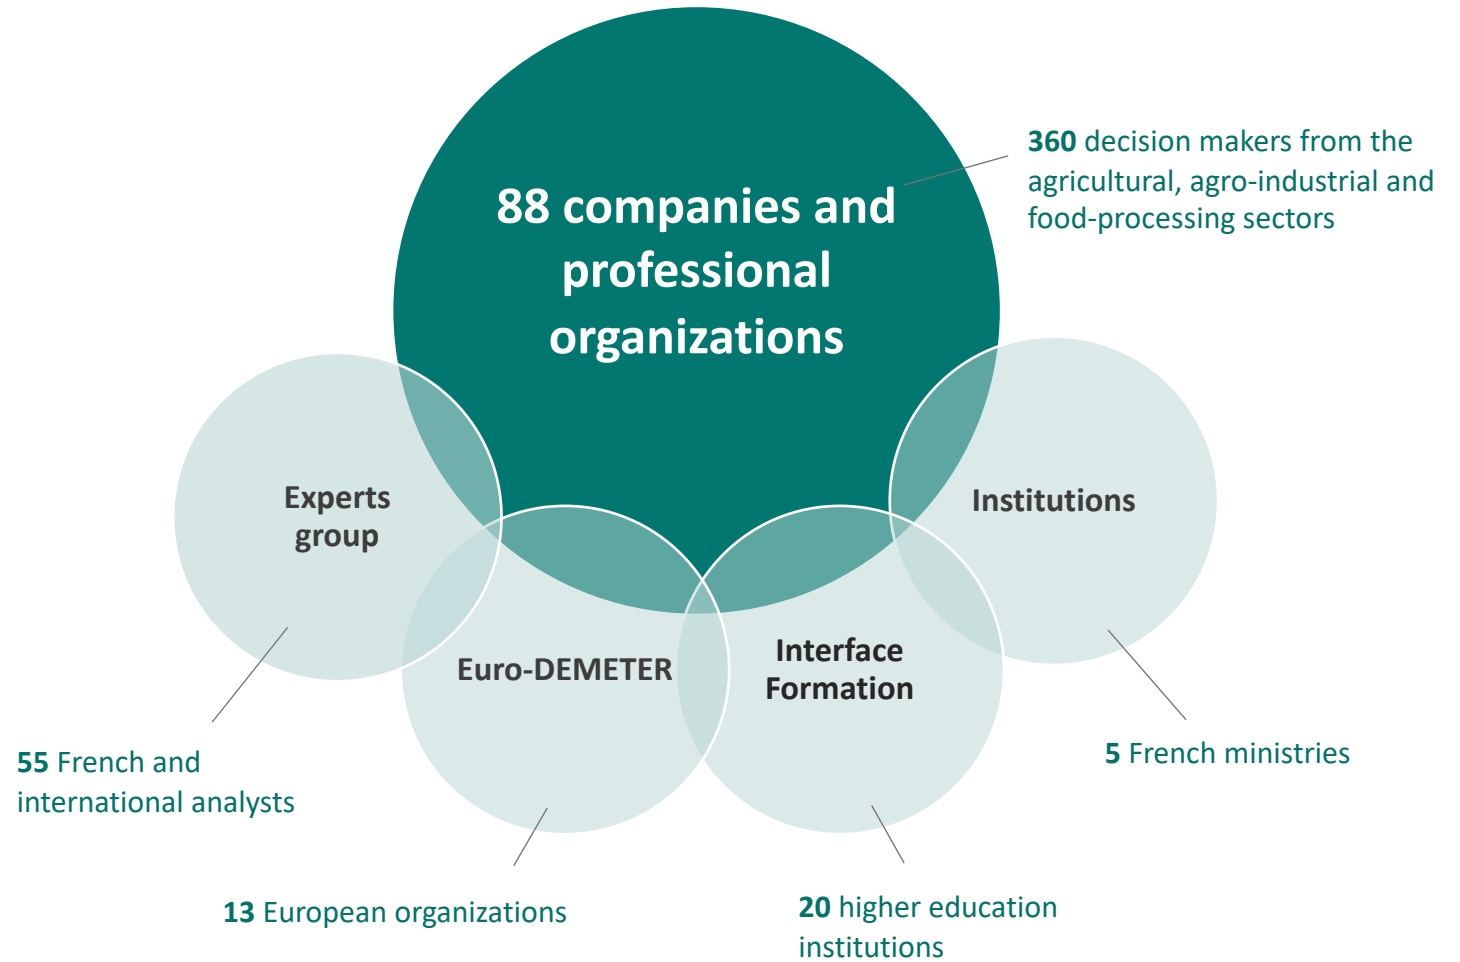 88 companies and
professional
organizations
360 decision makers from the
agricultural, agro-industrial and
food-processing sectors
Experts
group
Institutions
Euro-DEMETER
Interface
Formation
55 French and
international analysts
5 French ministries
13 European organizations
20 higher education
institutions